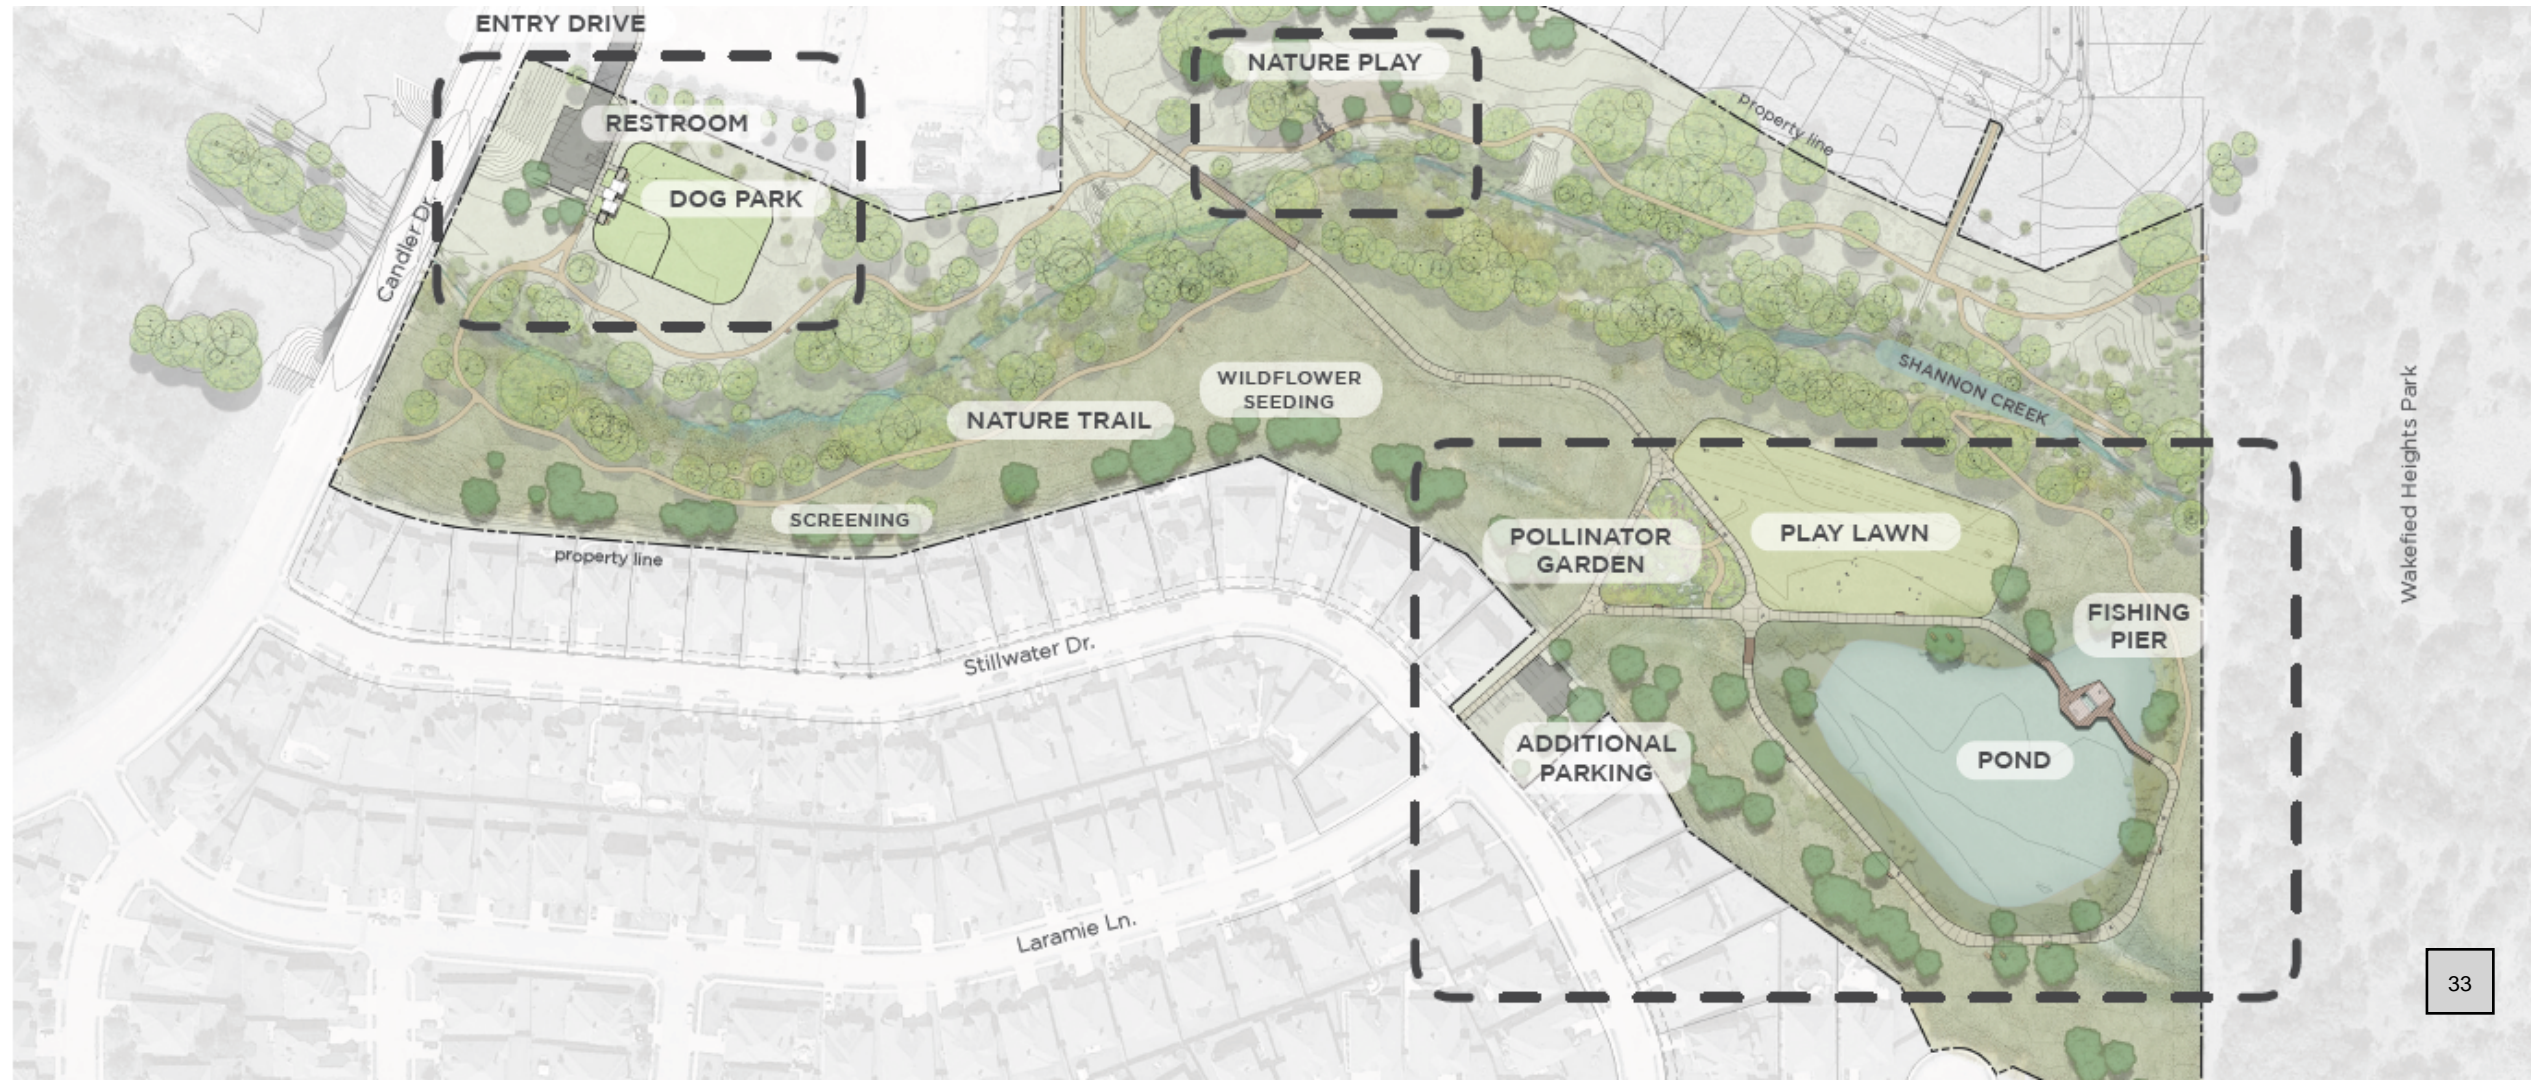 ENTRY DRIVE
NATURE PLAY
RESTROOM
DOG PARK
property line
Candler Dr.
SHANNON CREEK
WILDFLOWER
SEEDING
NATURE TRAIL
Wakefied Heights Park
SCREENING
property line
POLLINATOR
GARDEN
PLAY LAWN
FISHING
PIER
Stillwater Dr.
ADDITIONAL
PARKING
POND
Laramie Ln.
33